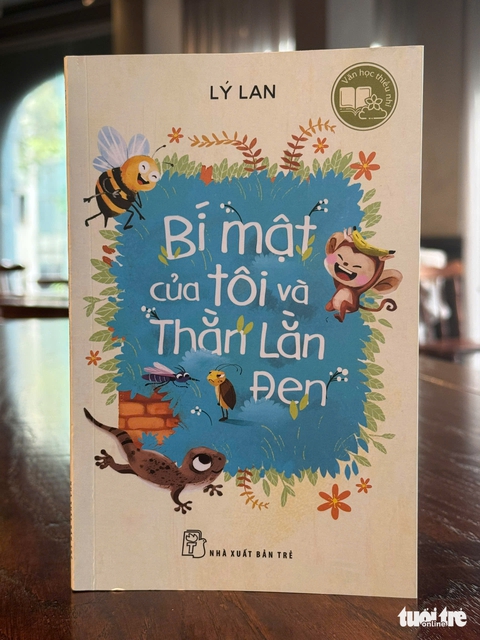 LÝ LAN
Văn học thiếu nhi
Bí mật
của tôi và
Thằn Lằn
Đen
NHÀ XUẤT BẢN TRẺ
tuổi trẻ
online